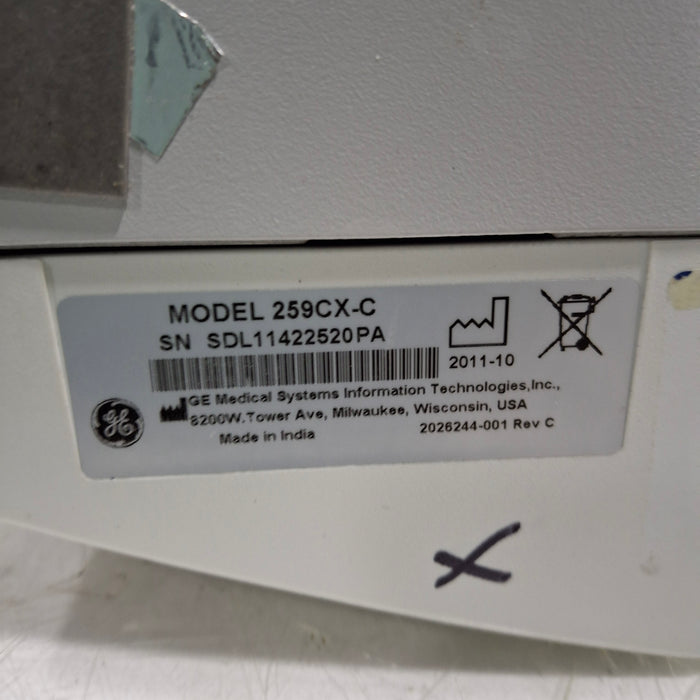 MODEL 259CX-C
SN SDL11422520PA
2011-10
GE Medical Systems Information Technologies,Inc.,
8200W.Tower Ave, Milwaukee, Wisconsin, USA
Made in India
2026244-001 Rev C
GE
X